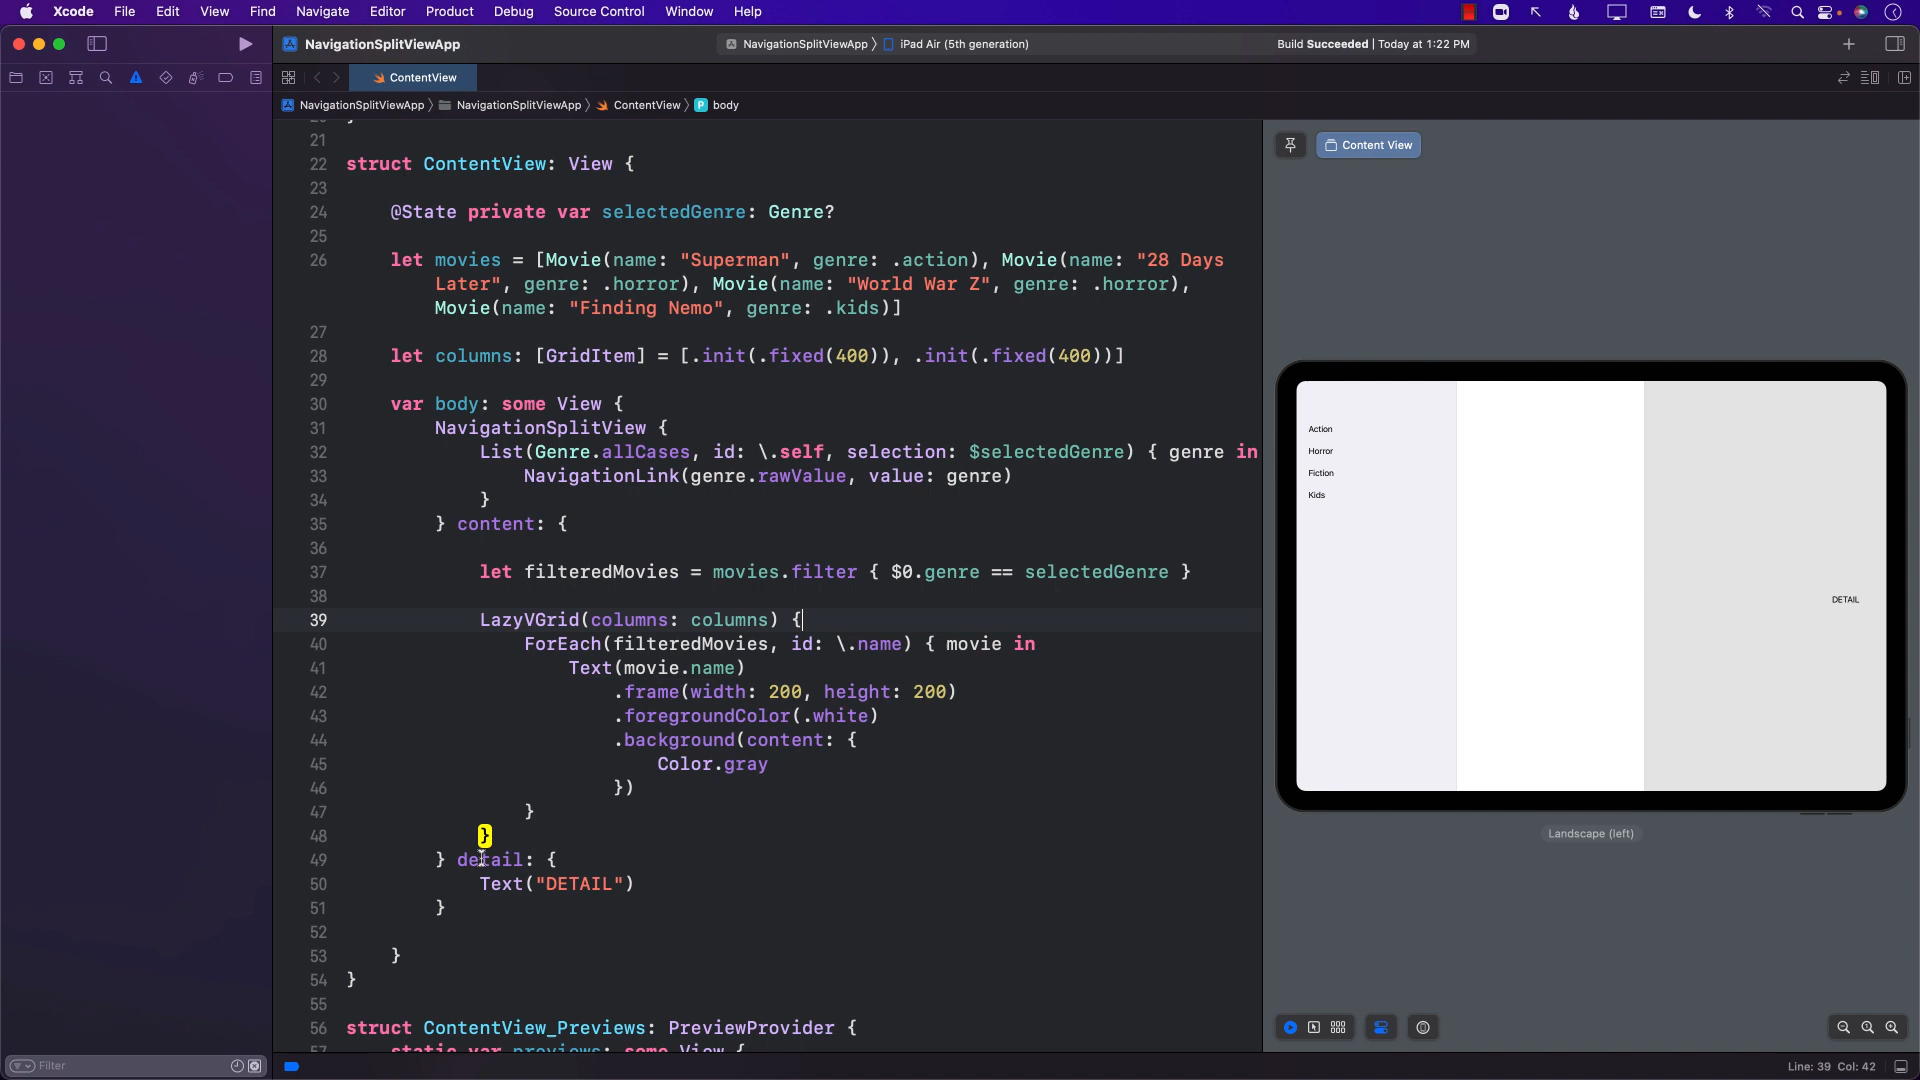 Xcode File Edit View Find Navigate Editor Product Debug Source Control Window Help
NavigationSplitViewApp
NavigationSplitViewApp 〉 iPad Air (5th generation)
Build Succeeded | Today at 1:22 PM
ContentView
NavigationSplitViewApp 〉 NavigationSplitViewApp 〉 ContentView 〉 P body
21
22 struct ContentView: View {
23
24 @State private var selectedGenre: Genre?
25
26 let movies = [Movie(name: "Superman", genre: .action), Movie(name: "28 Days
Later", genre: .horror), Movie(name: "World War Z", genre: .horror),
Movie(name: "Finding Nemo", genre: .kids)]
27
28 let columns: [GridItem] = [.init(.fixed(400)), .init(.fixed(400))]
29
30 var body: some View {
31 NavigationSplitView {
32 List(Genre.allCases, id: \.self, selection: $selectedGenre) { genre in
33 NavigationLink(genre.rawValue, value: genre)
34 }
35 } content: {
36
37 let filteredMovies = movies.filter { $0.genre == selectedGenre }
38
39 LazyVGrid(columns: columns) {
40 ForEach(filteredMovies, id: \.name) { movie in
41 Text(movie.name)
42 .frame(width: 200, height: 200)
43 .foregroundColor(.white)
44 .background(content: {
45 Color.gray
46 })
47 }
48 }
49 } detail: {
50 Text("DETAIL")
51 }
52
53 }
54 }
55
56 struct ContentView_Previews: PreviewProvider {
57 static var previews: some View {
Content View
Action
Horror
Fiction
Kids
DETAIL
Landscape (left)
Filter
Line: 39 Col: 42